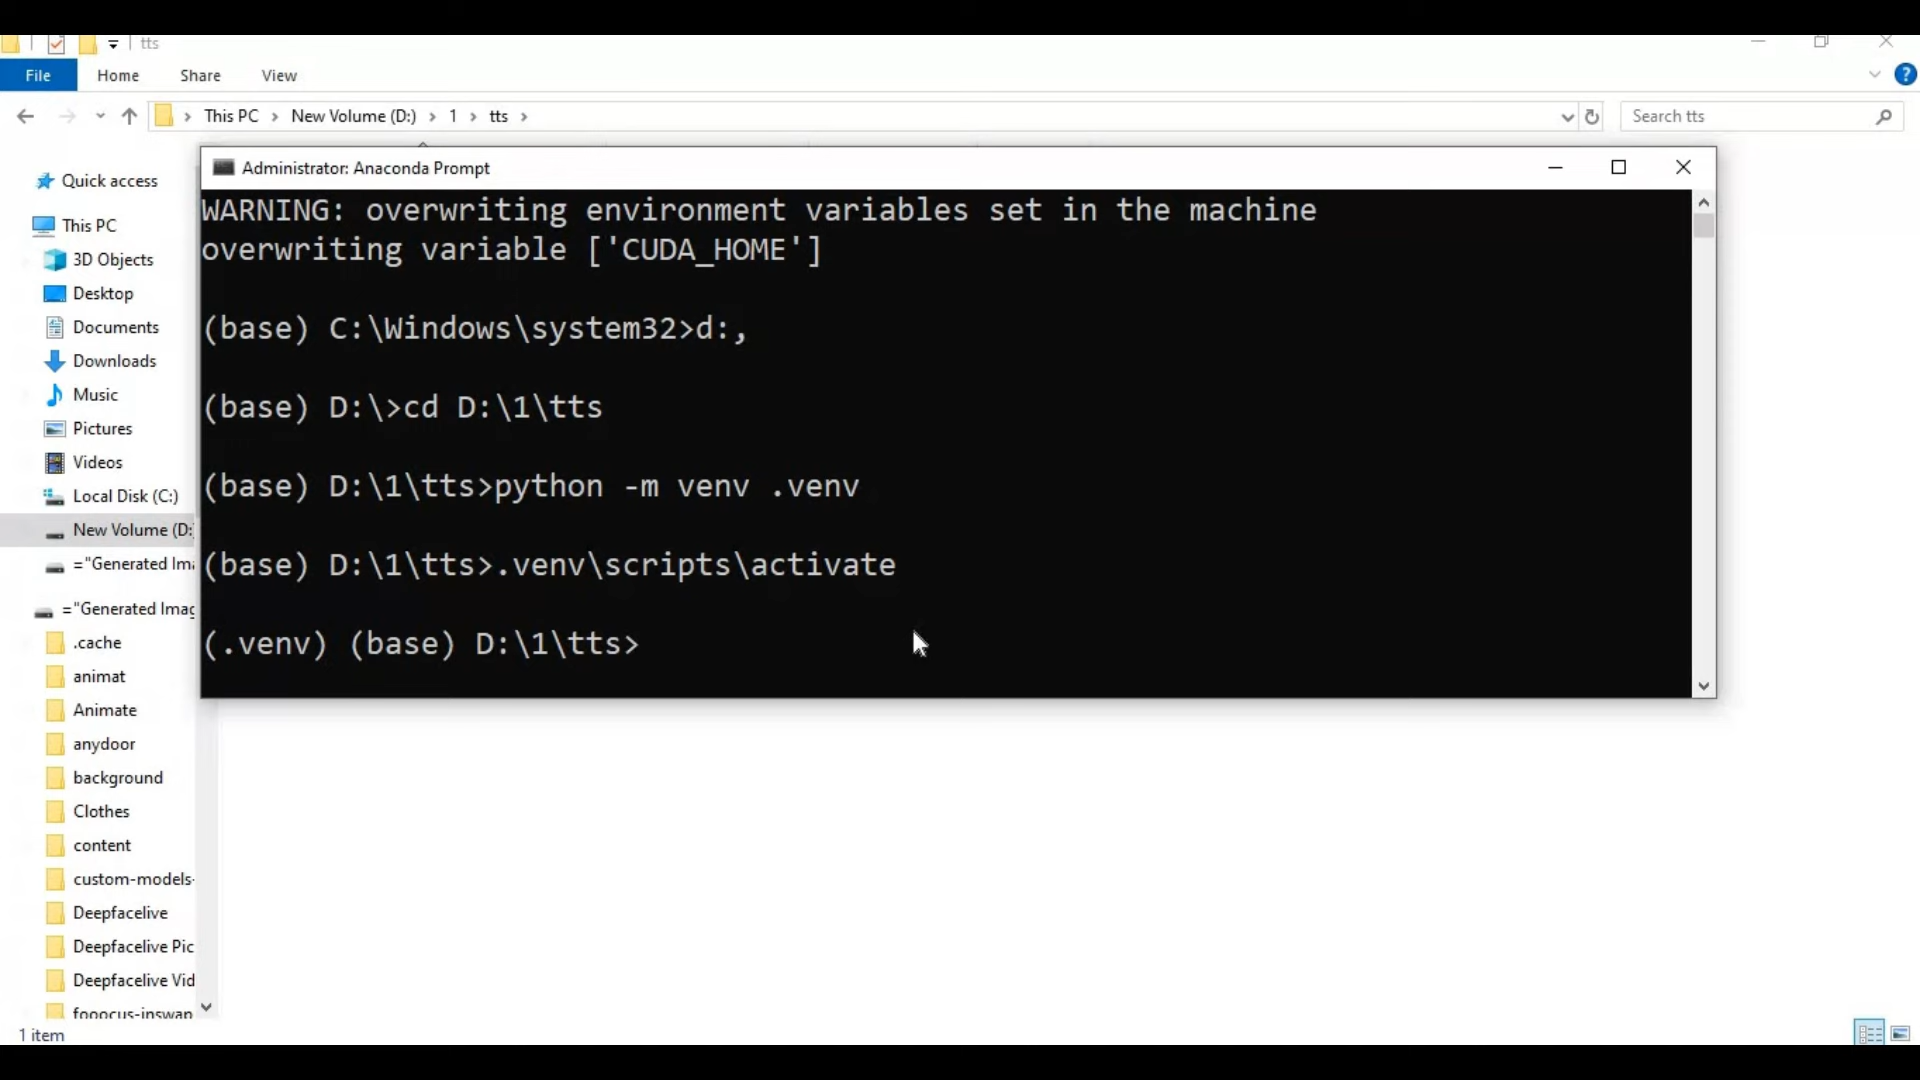 tts
File Home Share View
This PC New Volume (D:) 1 tts
Search tts
Administrator: Anaconda Prompt
WARNING: overwriting environment variables set in the machine
overwriting variable ['CUDA_HOME']
(base) C:\Windows\system32>d:,
(base) D:\>cd D:\1\tts
(base) D:\1\tts>python -m venv .venv
(base) D:\1\tts>.venv\scripts\activate
(.venv) (base) D:\1\tts>
Quick access
This PC
3D Objects
Desktop
Documents
Downloads
Music
Pictures
Videos
Local Disk (C:)
New Volume (D:
="Generated Ima
="Generated Imag
.cache
animat
Animate
anydoor
background
Clothes
content
custom-models-
Deepfacelive
Deepfacelive Pic
Deepfacelive Vid
fooocus-inswap
1 item